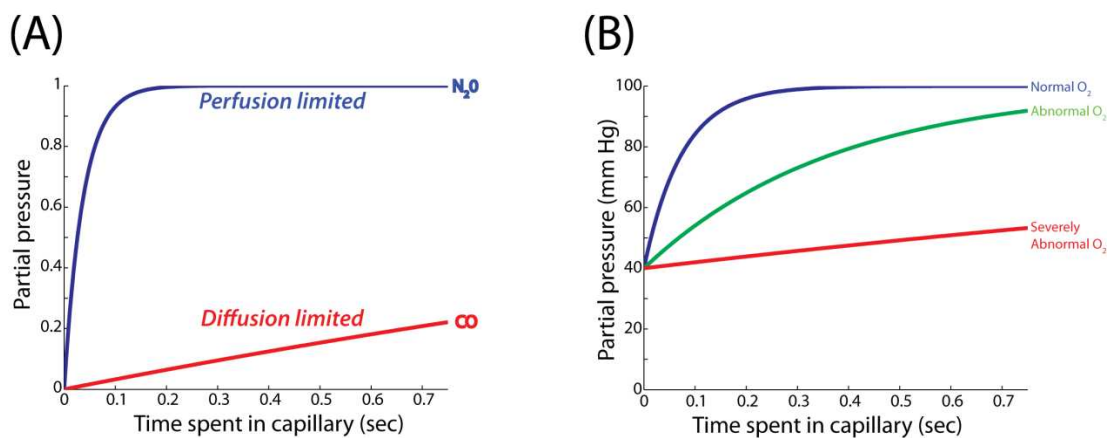 (A)
1
0.8
0.6
0.4
0.2
0
Partial pressure
N₂0
Perfusion limited
Diffusion limited
CO
0 0.1 0.2 0.3 0.4 0.5 0.6 0.7
Time spent in capillary (sec)
(B)
100
80
60
40
20
0
Partial pressure (mm Hg)
Normal O₂
Abnormal O₂
Severely
Abnormal O₂
0 0.1 0.2 0.3 0.4 0.5 0.6 0.7
Time spent in capillary (sec)